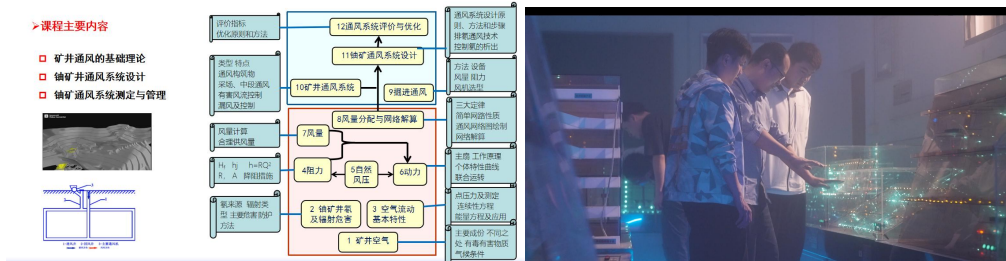 课程主要内容
矿井通风的基础理论
铀矿井通风系统设计
铀矿通风系统测定与管理
评价指标
优化原则和方法
类型 特点
通风构筑物
采场、中段通风
有害风流控制
漏风及控制
风量计算
合理供风量
H₁ hj h=RQ²
R、A 降阻措施
氡来源 辐射类
型 主要危害 防护
方法
12通风系统评价与优化
11铀矿通风系统设计
10矿井通风系统
9掘进通风
8风量分配与网络解算
7风量
4阻力
5自然
风压
6动力
2 铀矿井氡
及辐射危害
3 空气流动
基本特性
1 矿井空气
通风系统设计原
则、方法和步骤
排氡通风技术
控制氡的析出
方法 设备
风量 阻力
风机选型
三大定律
简单网路性质
通风网络图绘制
网络解算
主扇 工作原理
个体特性曲线
联合运转
点压力及测定
连续性方程
能量方程及应用
主要成份 不同之
处 有毒有害物质
气候条件